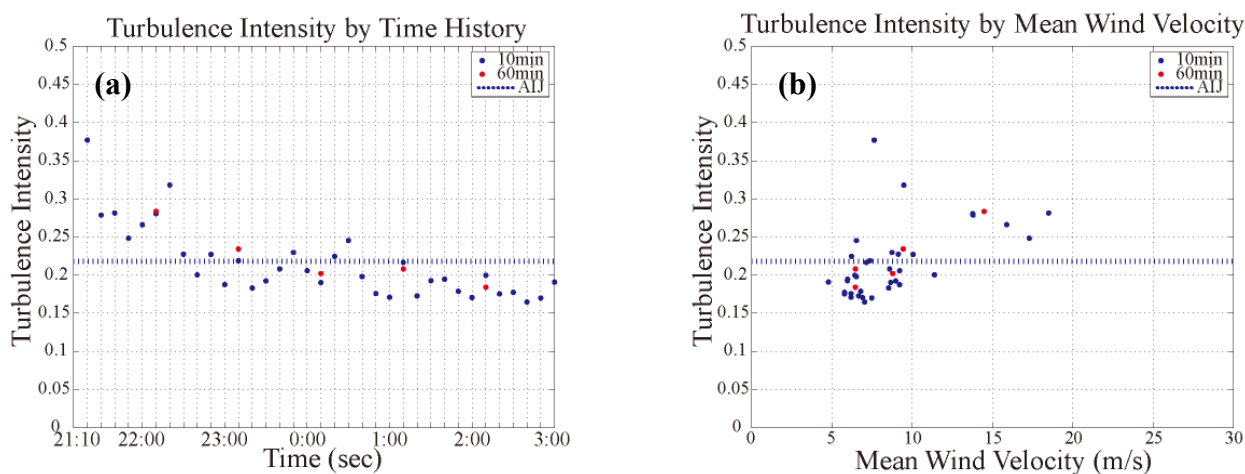 Turbulence Intensity by Time History
0.5
0.45
0.4
0.35
0.3
0.25
0.2
0.15
0.1
0.05
0
Turbulence Intensity
(a)
10min
60min
AIJ
21:10 22:00 23:00 0:00 1:00 2:00 3:00
Time (sec)
Turbulence Intensity by Mean Wind Velocity
0.5
0.45
0.4
0.35
0.3
0.25
0.2
0.15
0.1
0.05
0
Turbulence Intensity
(b)
10min
60min
AIJ
0 5 10 15 20 25 30
Mean Wind Velocity (m/s)